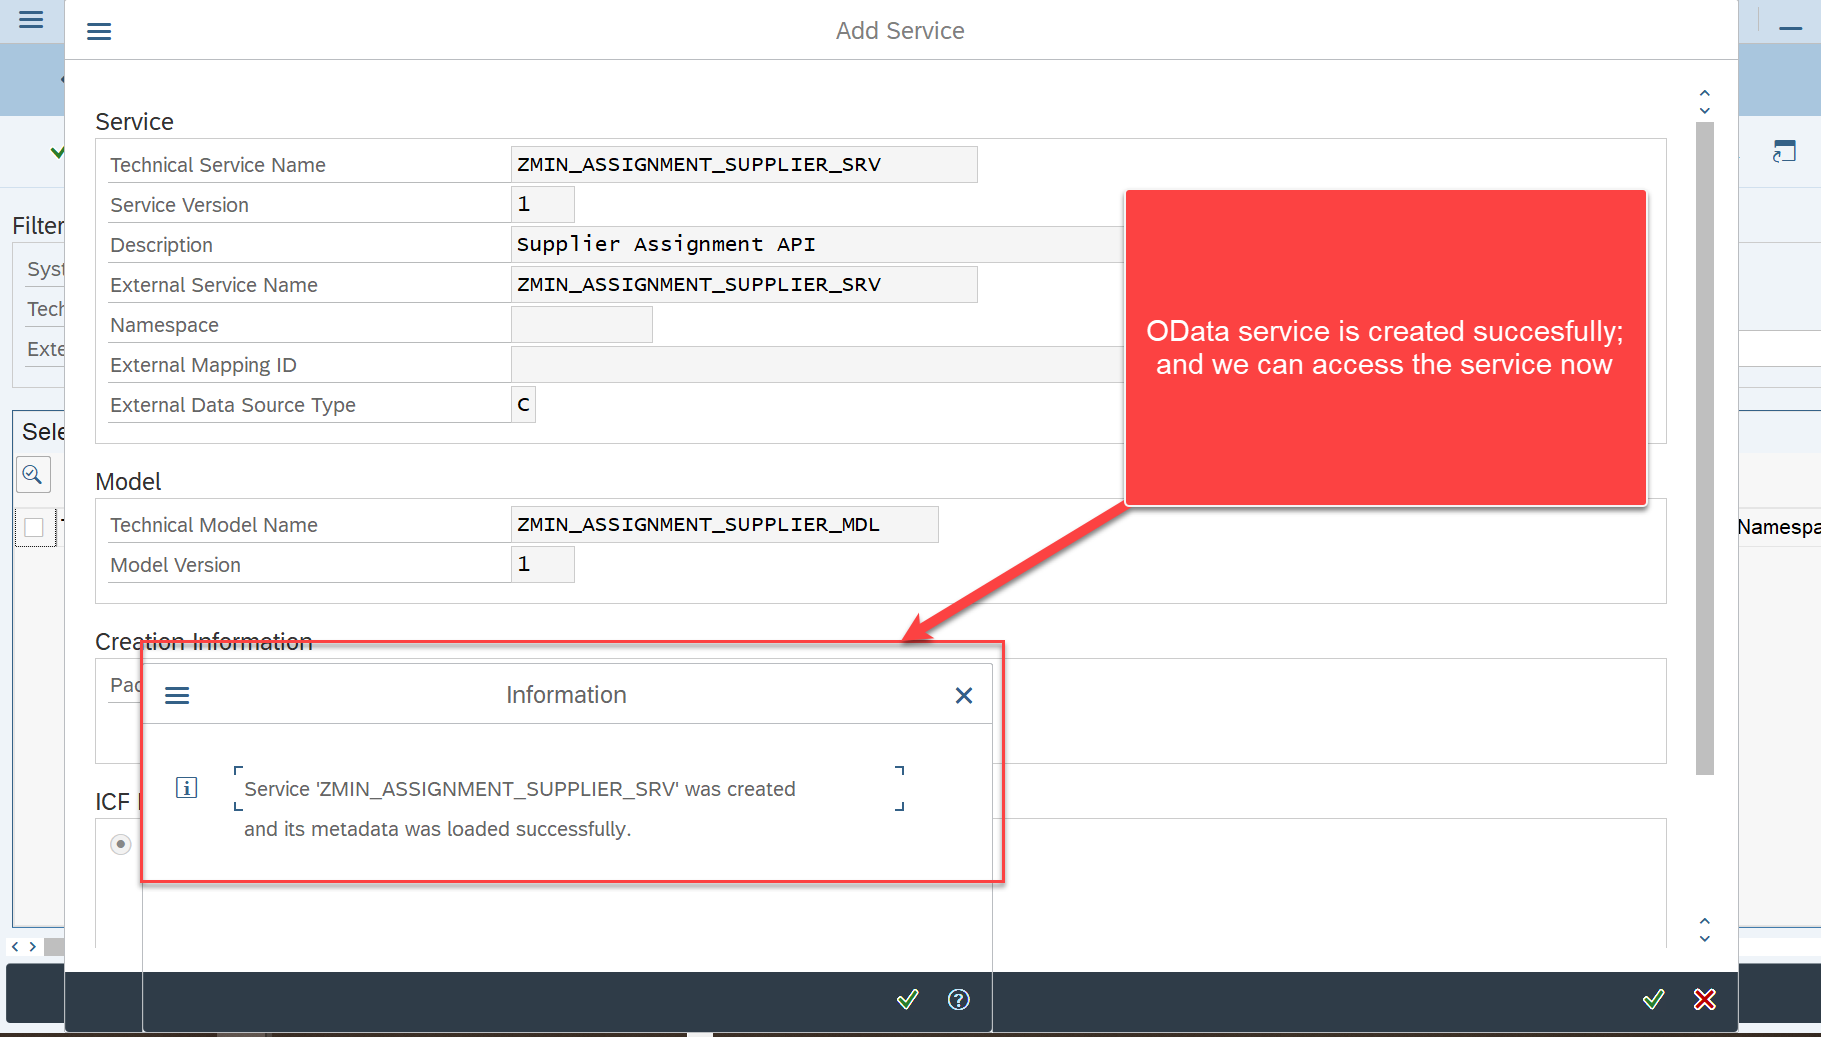 Add Service
Filter
Service
Technical Service Name ZMIN_ASSIGNMENT_SUPPLIER_SRV
Service Version 1
Description Supplier Assignment API
External Service Name ZMIN_ASSIGNMENT_SUPPLIER_SRV
Namespace
External Mapping ID
External Data Source Type C
OData service is created succesfully;
and we can access the service now
Syst
Tech
Exte
Sele
Namespa
Model
Technical Model Name ZMIN_ASSIGNMENT_SUPPLIER_MDL
Model Version 1
Creation Information
Pac
Information
Service 'ZMIN_ASSIGNMENT_SUPPLIER_SRV' was created
and its metadata was loaded successfully.
ICF